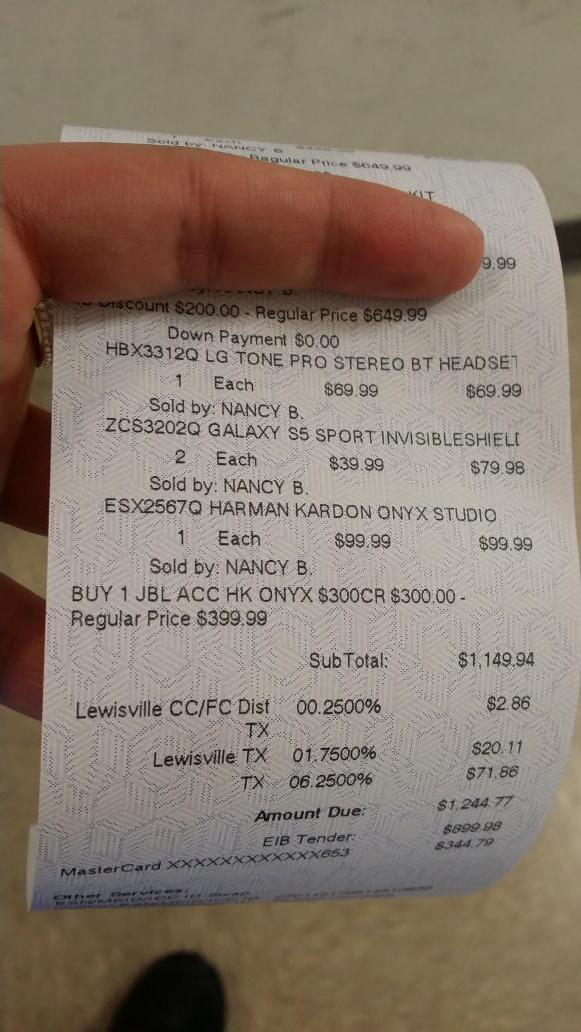 Sold by: NANCY B
Regular Price $649.99
KIT
9.99
Discount $200.00 - Regular Price $649.99
Down Payment $0.00
HBX3312Q LG TONE PRO STEREO BT HEADSET
1 Each $69.99 $69.99
Sold by: NANCY B.
ZCS3202Q GALAXY S5 SPORT INVISIBLESHIELD
2 Each $39.99 $79.98
Sold by: NANCY B.
ESX2567Q HARMAN KARDON ONYX STUDIO
1 Each $99.99 $99.99
Sold by: NANCY B.
BUY 1 JBL ACC HK ONYX $300CR $300.00 -
Regular Price $399.99
SubTotal: $1,149.94
Lewisville CC/FC Dist 00.2500% $2.86
TX
Lewisville TX 01.7500% $20.11
TX 06.2500% $71.86
Amount Due: $1,244.77
EIB Tender: $899.98
MasterCard XXXXXXXXXXXX653 $344.79
Other Services: